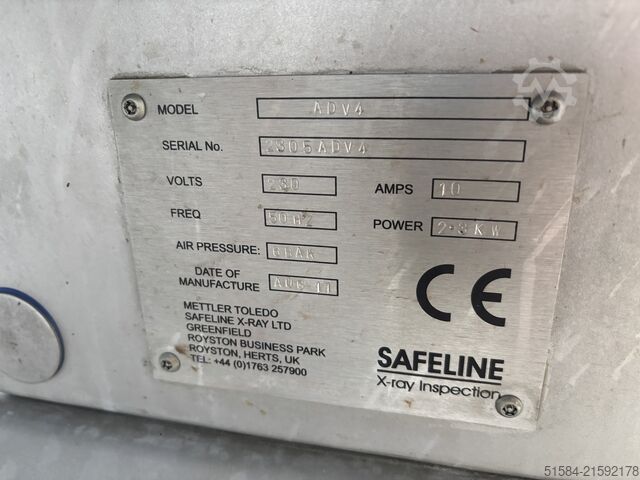 MODEL ADV4
SERIAL No. 2805ADV4
VOLTS 230 AMPS 10
FREQ 50HZ POWER 2·3KW
AIR PRESSURE: 6BAR
DATE OF
MANUFACTURE AUG 11
CE
METTLER TOLEDO
SAFELINE X-RAY LTD
GREENFIELD
ROYSTON BUSINESS PARK
ROYSTON, HERTS, UK
TEL: +44 (0)1763 257900
SAFELINE
X-ray Inspection
51584-21592178